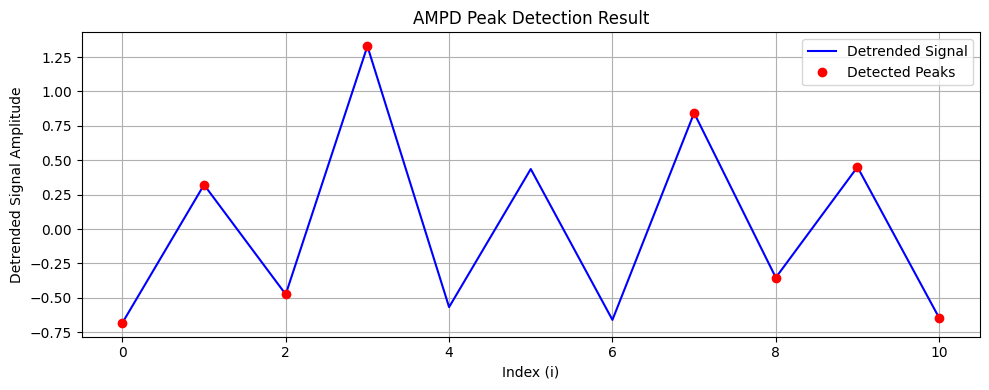 AMPD Peak Detection Result
Detrended Signal
Detected Peaks
Detrended Signal Amplitude
1.25
1.00
0.75
0.50
0.25
0.00
−0.25
−0.50
−0.75
0 2 4 6 8 10
Index (i)